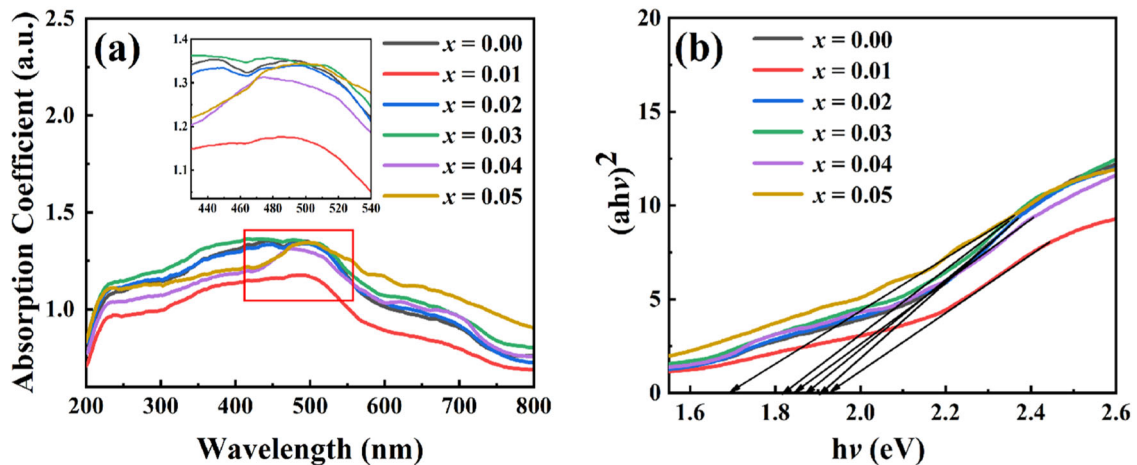 (a)
2.5
2.0
1.5
1.0
Absorption Coefficient (a.u.)
1.4
1.3
1.2
1.1
440 460 480 500 520 540
x = 0.00
x = 0.01
x = 0.02
x = 0.03
x = 0.04
x = 0.05
200 300 400 500 600 700 800
Wavelength (nm)
(b)
20
15
10
5
0
(ahν)²
x = 0.00
x = 0.01
x = 0.02
x = 0.03
x = 0.04
x = 0.05
1.6 1.8 2.0 2.2 2.4 2.6
hν (eV)